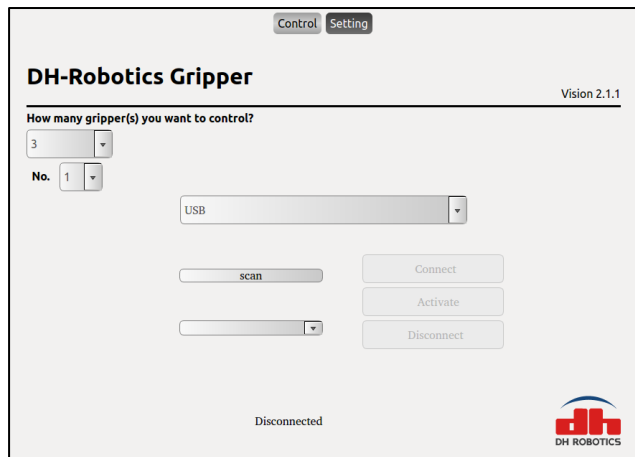 Control Setting
DH-Robotics Gripper
Vision 2.1.1
How many gripper(s) you want to control?
3
No. 1
USB
scan
Connect
Activate
Disconnect
Disconnected
dh
DH ROBOTICS